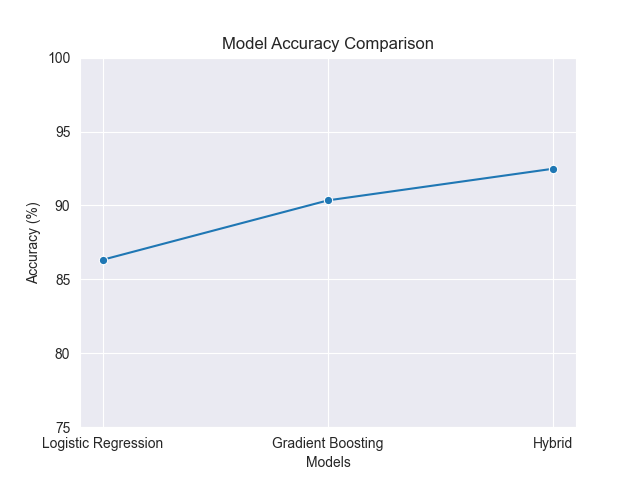 Model Accuracy Comparison
100
95
90
85
80
75
Accuracy (%)
Logistic Regression Gradient Boosting Hybrid
Models